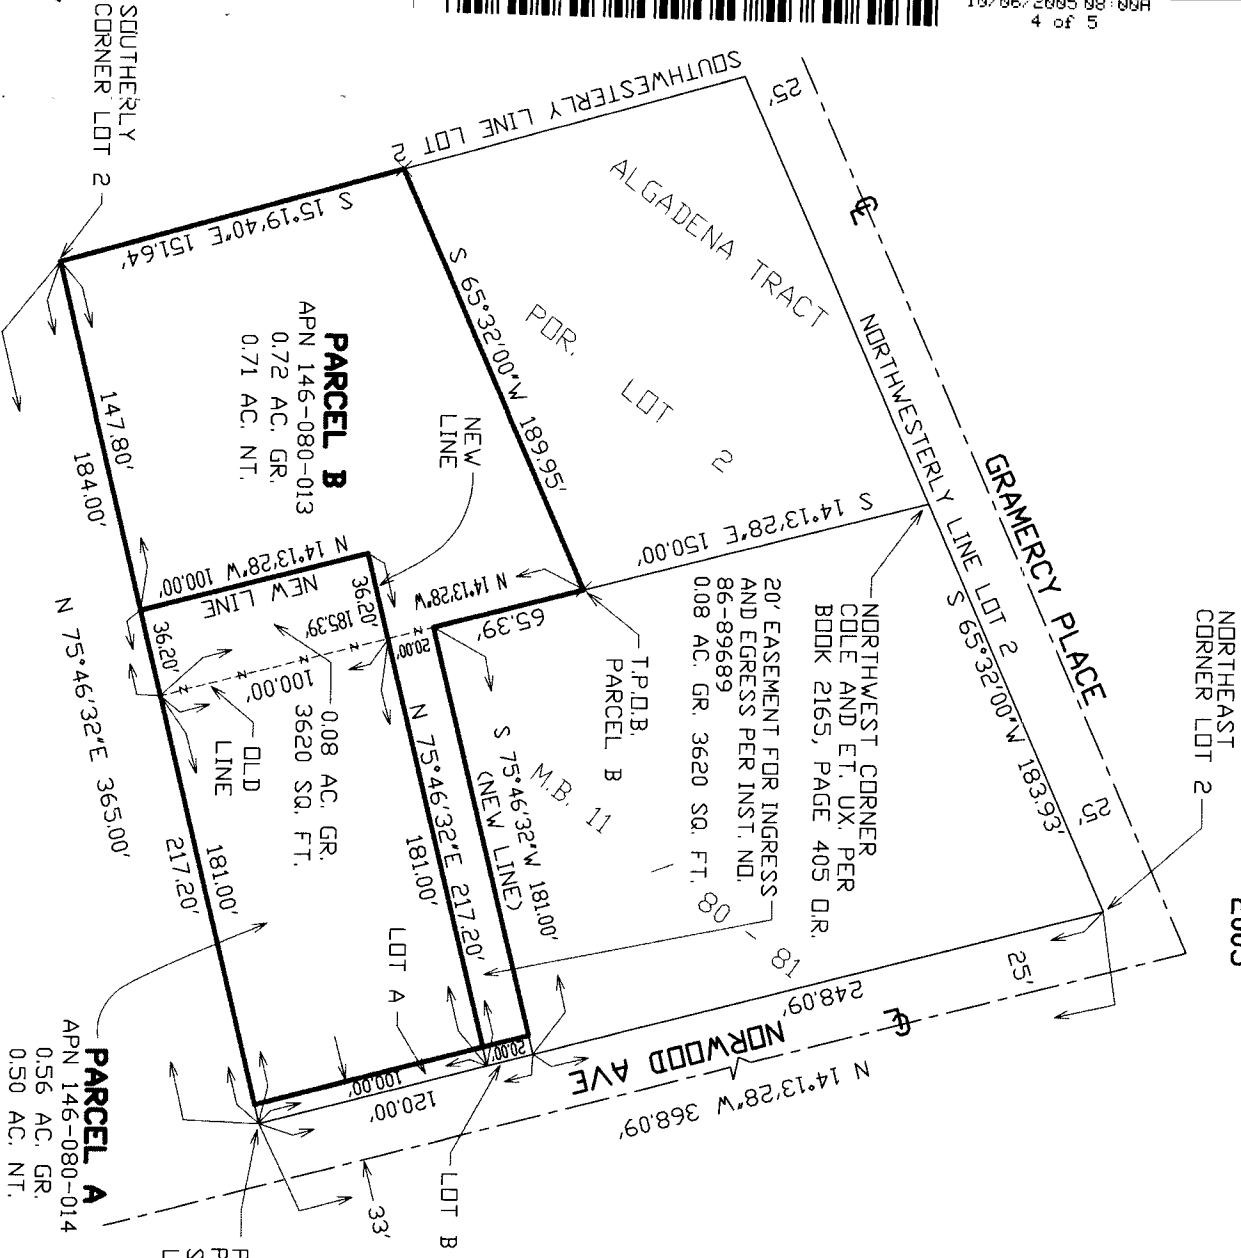 10/06/2005 08:00A
4 of 5
2005
SOUTHERLY
CORNER LOT 2
SOUTHWESTERLY LINE LOT
2
25'
ALGADENA TRACT
POR. LOT 2
M.B. 11 - 80 - 81
GRAMERCY PLACE
NORTHWESTERLY LINE LOT 2
S 65°32'00"W 183.93'
25'
NORTHEAST
CORNER LOT 2
S 15°19'40"E 151.64'
S 65°32'00"W 189.95'
S 14°13'28"E 150.00'
PARCEL B
APN 146-080-013
0.72 AC. GR.
0.71 AC. NT.
NEW
LINE
NORTHWEST CORNER
COLE AND ET. UX. PER
BOOK 2165, PAGE 405 O.R.
20' EASEMENT FOR INGRESS
AND EGRESS PER INST. NO.
86-89689
0.08 AC. GR. 3620 SQ. FT.
T.P.O.B.
PARCEL B
N 14°13'28"W
65.39'
N 14°13'28"W 100.00'
NEW LINE
36.20'
185.39'
20.00'
100.00'
36.20'
147.80'
184.00'
N 75°46'32"E 365.00'
0.08 AC. GR.
3620 SQ. FT.
OLD
LINE
S 75°46'32"W 181.00'
(NEW LINE)
N 75°46'32"E 217.20'
181.00'
181.00'
217.20'
LOT A
25'
248.09'
NORWOOD AVE
N 14°13'28"W 368.09'
20.00'
100.00'
120.00'
LOT B
33'
PARCEL A
APN 146-080-014
0.56 AC. GR.
0.50 AC. NT.